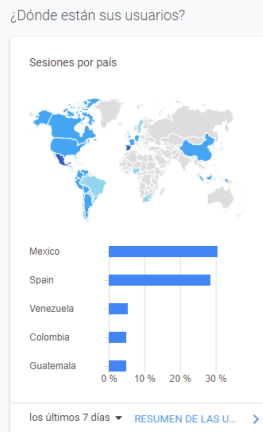 ¿Dónde están sus usuarios?
Sesiones por país
Mexico
Spain
Venezuela
Colombia
Guatemala
0 % 10 % 20 % 30 %
los últimos 7 días RESUMEN DE LAS U...